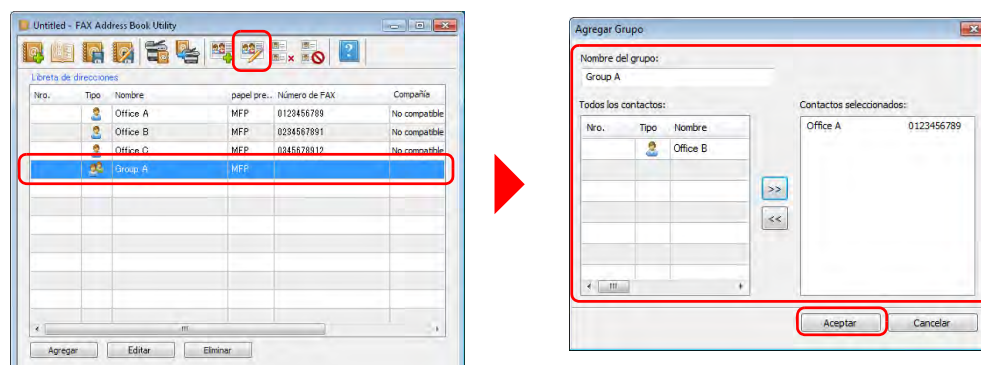 Untitled - FAX Address Book Utility
Libreta de direcciones
Nro. Tipo Nombre papel pre... Número de FAX Compañía
Office A MFP 0123456789 No compatible
Office B MFP 0234567891 No compatible
Office C MFP 0345678912 No compatible
Group A MFP
Agregar Editar Eliminar
Agregar Grupo
Nombre del grupo:
Group A
Todos los contactos: Contactos seleccionados:
Nro. Tipo Nombre
Office A 0123456789
Office B
>>
<<
Aceptar Cancelar